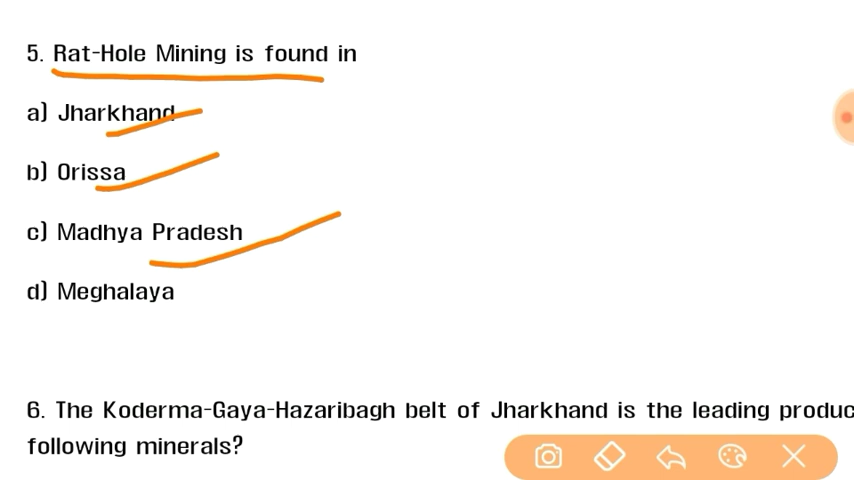 5. Rat-Hole Mining is found in
a) Jharkhand
b) Orissa
c) Madhya Pradesh
d) Meghalaya
6. The Koderma-Gaya-Hazaribagh belt of Jharkhand is the leading produc
following minerals?